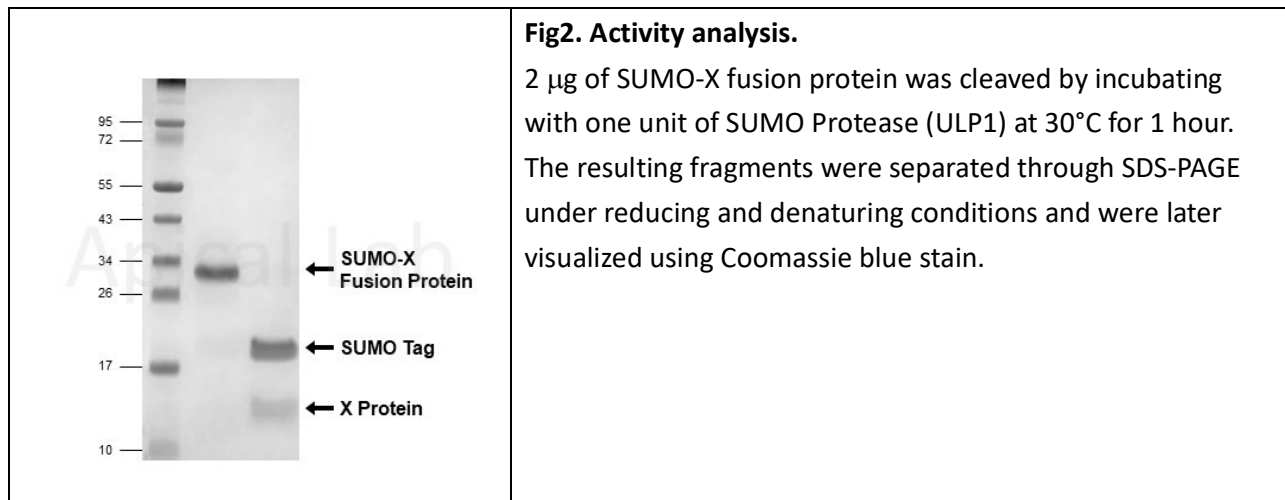 95
72
55
43
34
26
17
10
Apical Lab
SUMO-X
Fusion Protein
SUMO Tag
X Protein
Fig2. Activity analysis.
2 μg of SUMO-X fusion protein was cleaved by incubating
with one unit of SUMO Protease (ULP1) at 30°C for 1 hour.
The resulting fragments were separated through SDS-PAGE
under reducing and denaturing conditions and were later
visualized using Coomassie blue stain.